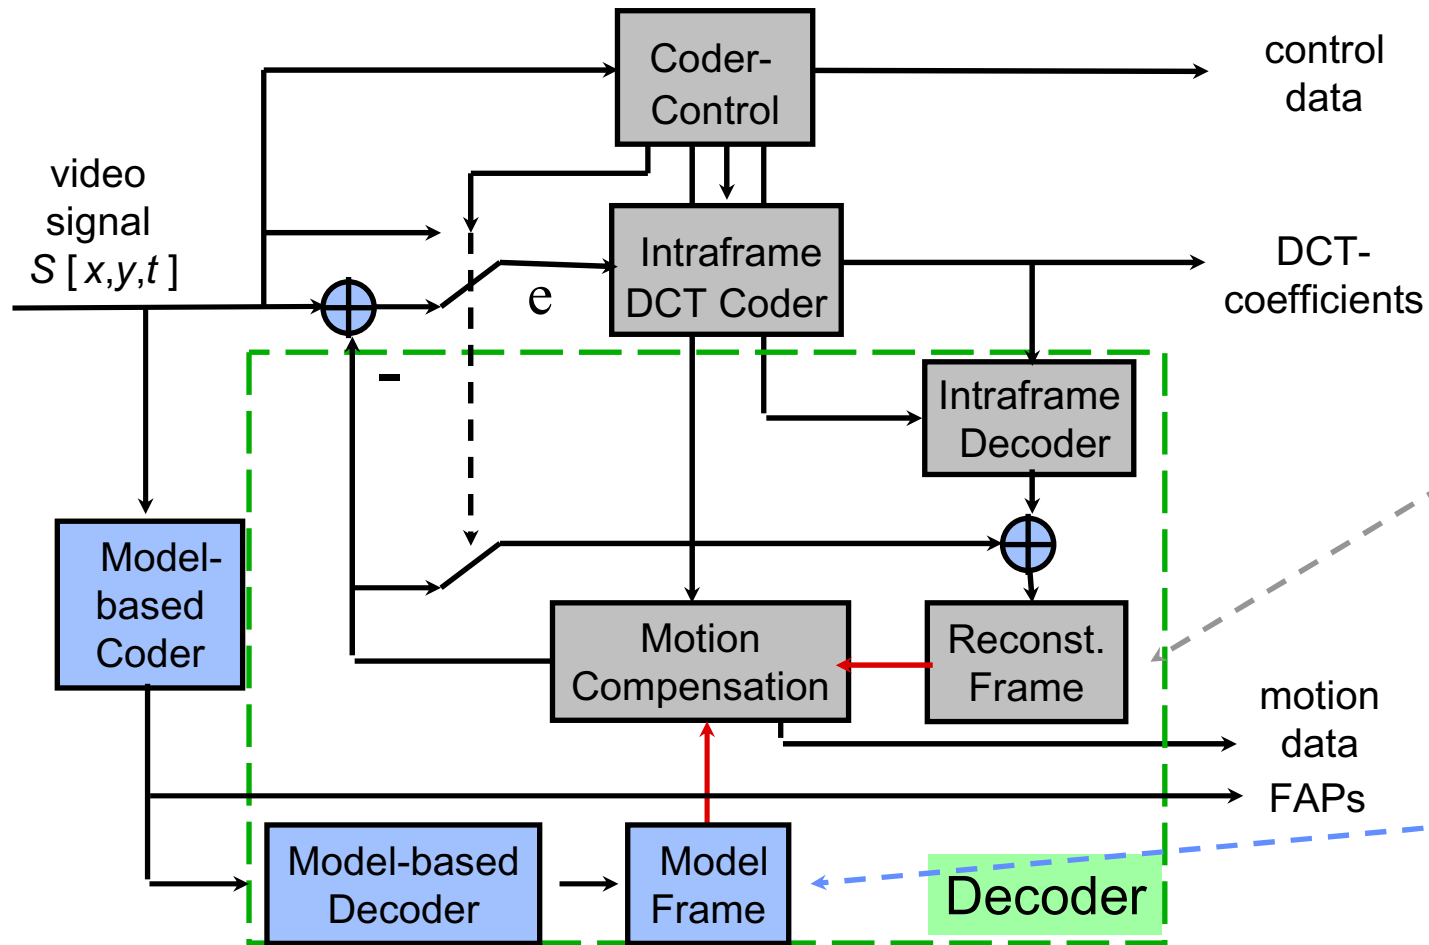 Coder-
Control
control
data
video
signal
S [ x,y,t ]
Intraframe
DCT Coder
DCT-
coefficients
e
-
Intraframe
Decoder
Model-
based
Coder
Motion
Compensation
Reconst.
Frame
motion
data
FAPs
Model-based
Decoder
Model
Frame
Decoder